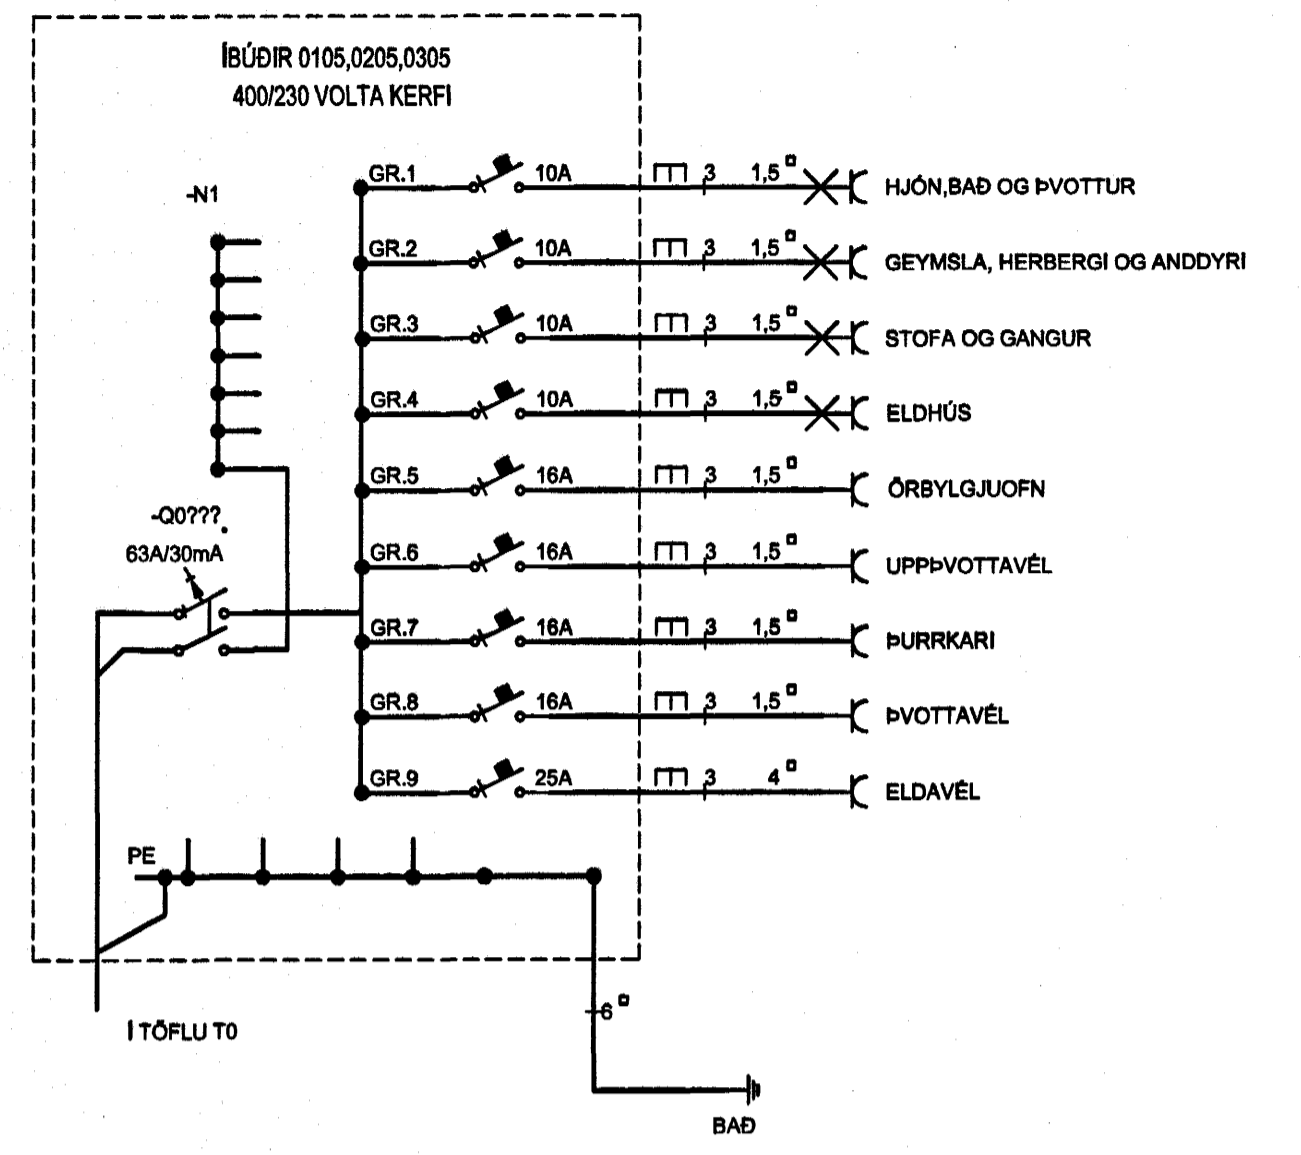 ÍBÚÐIR 0105,0205,0305
400/230 VOLTA KERFI
-N1
-Q0???
63A/30mA
GR.1 10A 3 1,5 HJÓN,BAÐ OG ÞVOTTUR
GR.2 10A 3 1,5 GEYMSLA, HERBERGI OG ANDDYRI
GR.3 10A 3 1,5 STOFA OG GANGUR
GR.4 10A 3 1,5 ELDHÚS
GR.5 16A 3 1,5 ÖRBYLGJUOFN
GR.6 16A 3 1,5 UPPÞVOTTAVÉL
GR.7 16A 3 1,5 ÞURRKARI
GR.8 16A 3 1,5 ÞVOTTAVÉL
GR.9 25A 3 4 ELDAVÉL
PE
6
Í TÖFLU T0
BAÐ